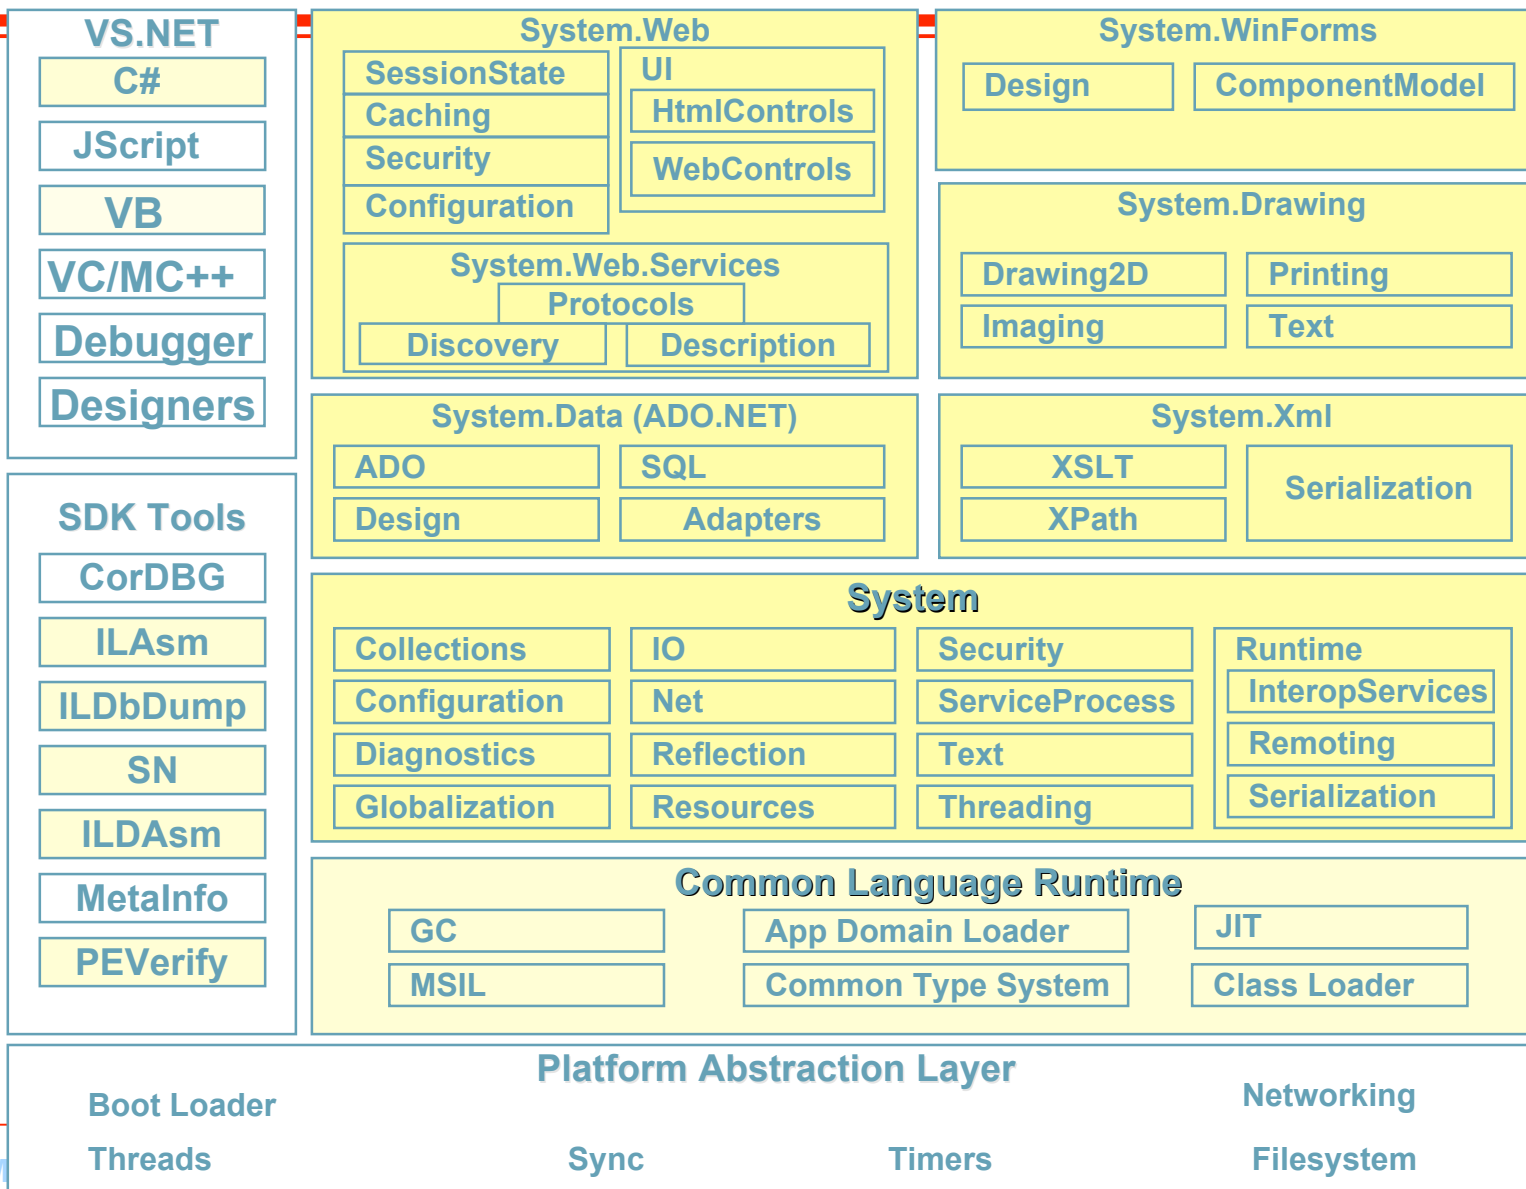 VS.NET
C#
JScript
VB
VC/MC++
Debugger
Designers
SDK Tools
CorDBG
ILAsm
ILDbDump
SN
ILDAsm
MetaInfo
PEVerify
System.Web
SessionState
Caching
Security
Configuration
UI
HtmlControls
WebControls
System.Web.Services
Protocols
Discovery
Description
System.WinForms
Design
ComponentModel
System.Drawing
Drawing2D
Printing
Imaging
Text
System.Data (ADO.NET)
ADO
SQL
Design
Adapters
System.Xml
XSLT
XPath
Serialization
System
Collections
Configuration
Diagnostics
Globalization
IO
Net
Reflection
Resources
Security
ServiceProcess
Text
Threading
Runtime
InteropServices
Remoting
Serialization
Common Language Runtime
GC
App Domain Loader
JIT
MSIL
Common Type System
Class Loader
Platform Abstraction Layer
Boot Loader
Networking
Threads
Sync
Timers
Filesystem